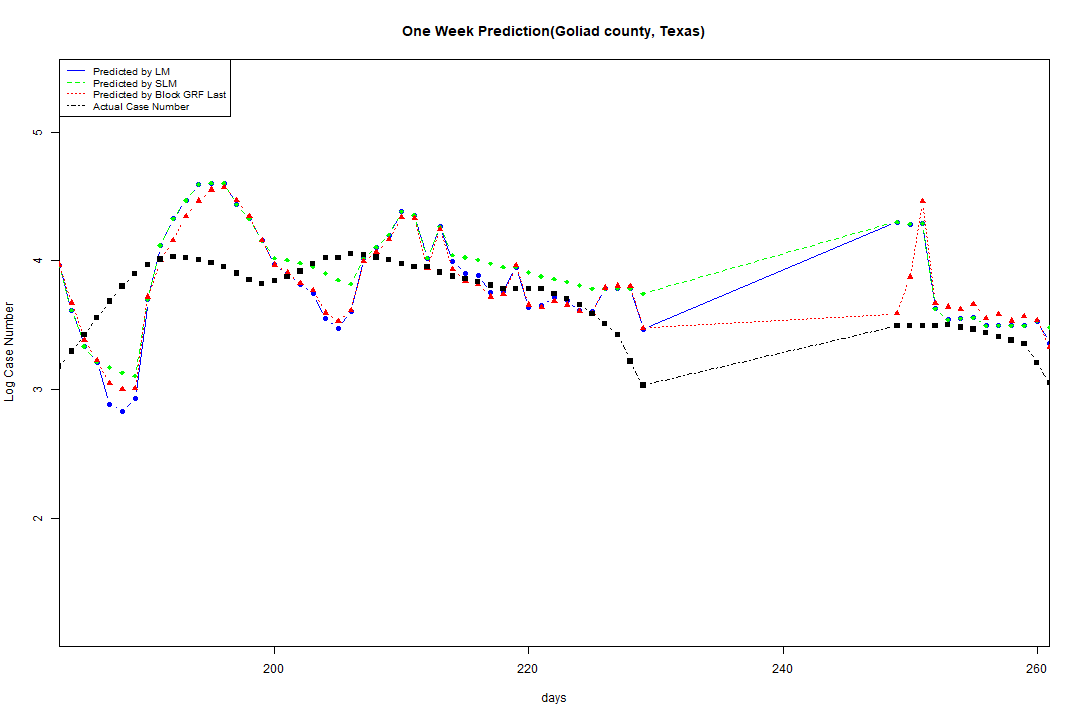 One Week Prediction(Goliad county, Texas)
Predicted by LM
Predicted by SLM
Predicted by Block GRF Last
Actual Case Number
5
4
3
2
Log Case Number
200 220 240 260
days